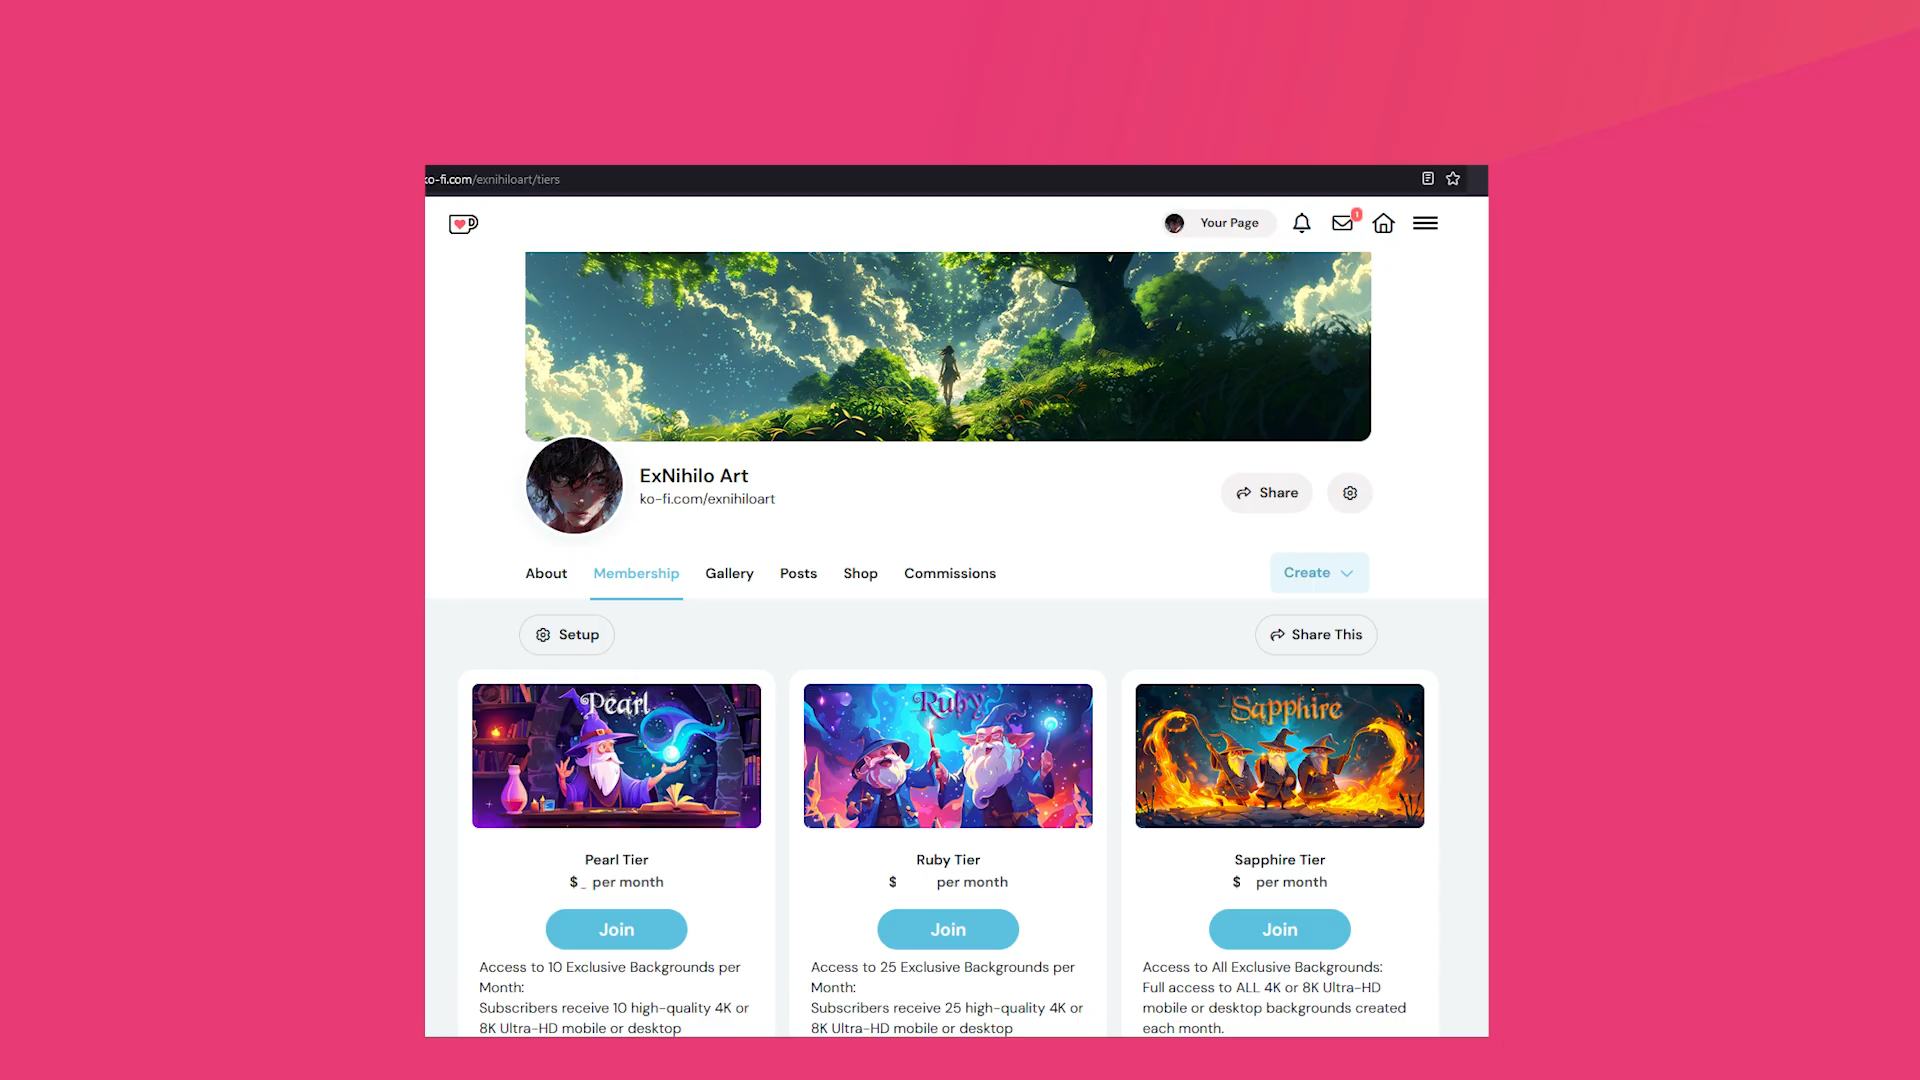 ko-fi.com/exnihiloart/tiers
Your Page
1
ExNihilo Art
ko-fi.com/exnihiloart
Share
About Membership Gallery Posts Shop Commissions
Create
Setup
Share This
Pearl
Ruby
Sapphire
Pearl Tier
$ per month
Join
Access to 10 Exclusive Backgrounds per
Month:
Subscribers receive 10 high-quality 4K or
8K Ultra-HD mobile or desktop
Ruby Tier
$ per month
Join
Access to 25 Exclusive Backgrounds per
Month:
Subscribers receive 25 high-quality 4K or
8K Ultra-HD mobile or desktop
Sapphire Tier
$ per month
Join
Access to All Exclusive Backgrounds:
Full access to ALL 4K or 8K Ultra-HD
mobile or desktop backgrounds created
each month.